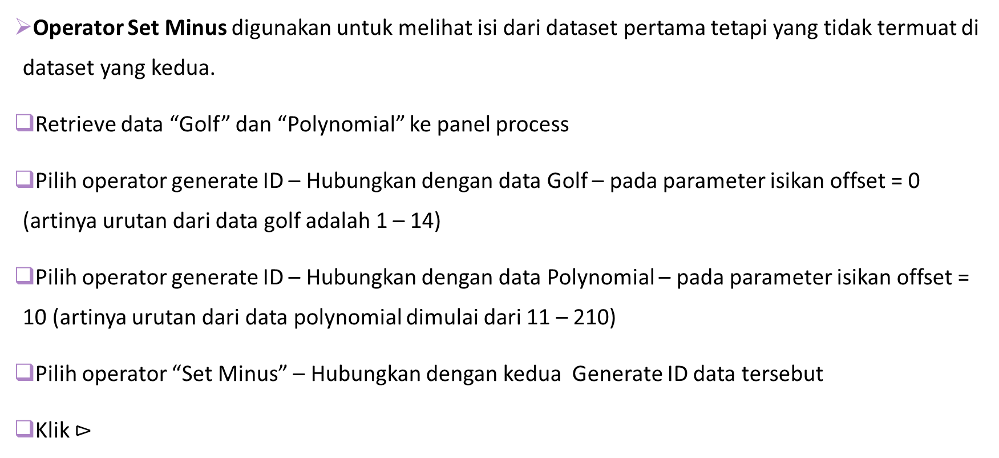 ➢Operator Set Minus digunakan untuk melihat isi dari dataset pertama tetapi yang tidak termuat di
dataset yang kedua.
❑Retrieve data “Golf” dan “Polynomial” ke panel process
❑Pilih operator generate ID – Hubungkan dengan data Golf – pada parameter isikan offset = 0
(artinya urutan dari data golf adalah 1 – 14)
❑Pilih operator generate ID – Hubungkan dengan data Polynomial – pada parameter isikan offset =
10 (artinya urutan dari data polynomial dimulai dari 11 – 210)
❑Pilih operator “Set Minus” – Hubungkan dengan kedua  Generate ID data tersebut
❑Klik ⊳